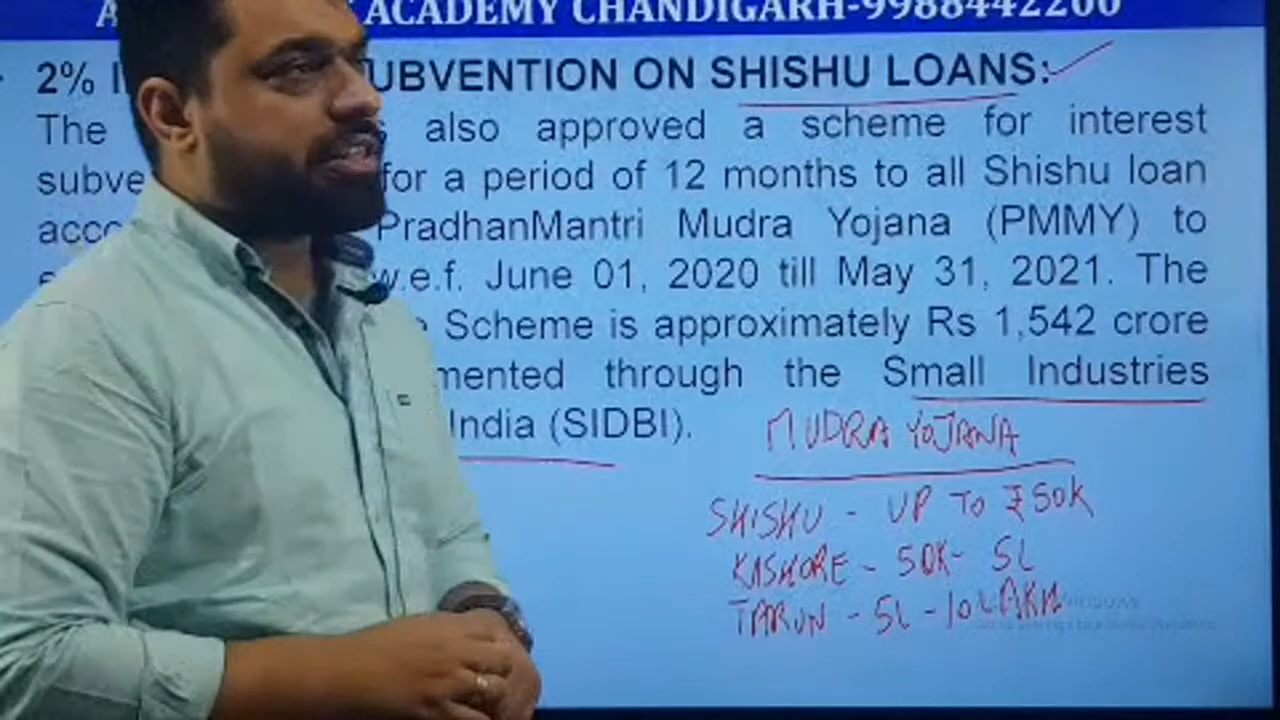 ACADEMY CHANDIGARH-9988442200
2% UBVENTION ON SHISHU LOANS:
The also approved a scheme for interest
subve for a period of 12 months to all Shishu loan
acco PradhanMantri Mudra Yojana (PMMY) to
w.e.f. June 01, 2020 till May 31, 2021. The
Scheme is approximately Rs 1,542 crore
mented through the Small Industries
India (SIDBI).
MUDRA YOJANA
SHISHU - UP TO ₹50K
KASHORE - 50K - 5L
TARUN - 5L - 10 LAKH